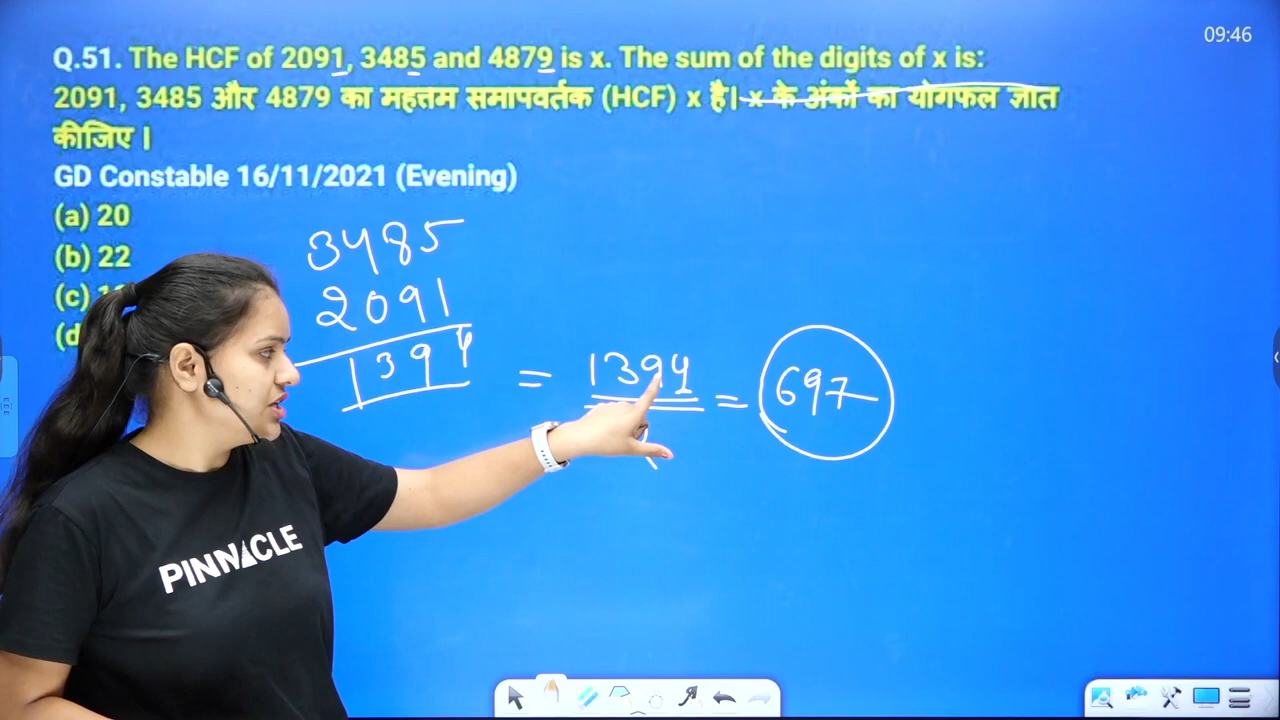 09:46
Q.51. The HCF of 2091, 3485 and 4879 is x. The sum of the digits of x is:
2091, 3485 और 4879 का महत्तम समापवर्तक (HCF) x है। x के अंकों का योगफल ज्ञात
कीजिए ।
GD Constable 16/11/2021 (Evening)
(a) 20
(b) 22
(c)
(d
3485
2091
1394 = 1394 = 697
PINNACLE